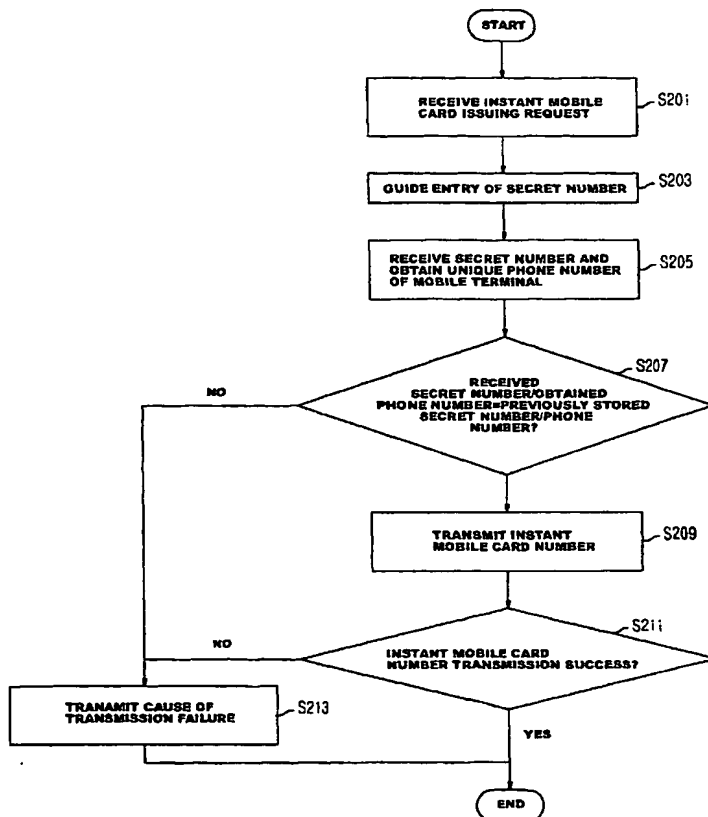 START
RECEIVE INSTANT MOBILE
CARD ISSUING REQUEST
S201
GUIDE ENTRY OF SECRET NUMBER
S203
RECEIVE SECRET NUMBER AND
OBTAIN UNIQUE PHONE NUMBER
OF MOBILE TERMINAL
S205
S207
NO
RECEIVED
SECRET NUMBER/OBTAINED
PHONE NUMBER=PREVIOUSLY STORED
SECRET NUMBER/PHONE
NUMBER?
TRANSMIT INSTANT
MOBILE CARD NUMBER
S209
S211
NO
INSTANT MOBILE CARD
NUMBER TRANSMISSION SUCCESS?
TRANAMIT CAUSE OF
TRANSMISSION FAILURE
S213
YES
END